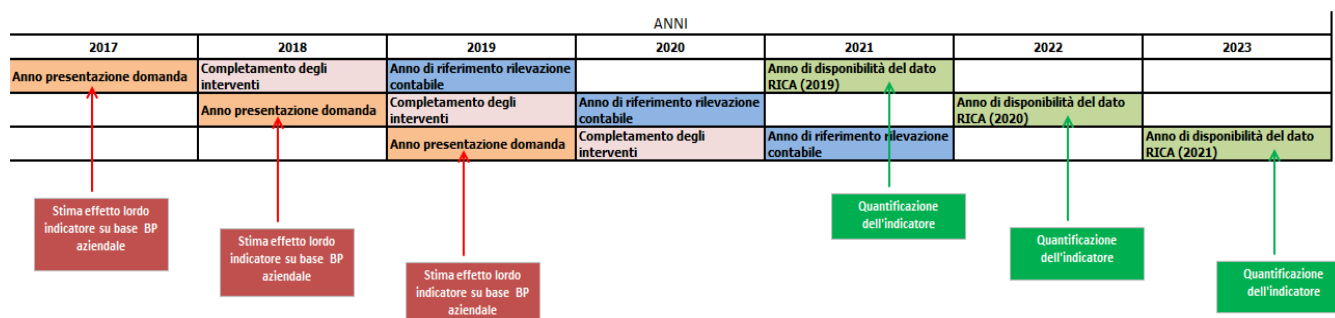 ANNI
2017 2018 2019 2020 2021 2022 2023
Anno presentazione domanda
Completamento degli
interventi
Anno di riferimento rilevazione
contabile
Anno di disponibilità del dato
RICA (2019)
Anno presentazione domanda
Completamento degli
interventi
Anno di riferimento rilevazione
contabile
Anno di disponibilità del dato
RICA (2020)
Anno presentazione domanda
Completamento degli
interventi
Anno di riferimento rilevazione
contabile
Anno di disponibilità del dato
RICA (2021)
Stima effetto lordo
indicatore su base BP
aziendale
Stima effetto lordo
indicatore su base BP
aziendale
Stima effetto lordo
indicatore su base BP
aziendale
Quantificazione
dell'indicatore
Quantificazione
dell'indicatore
Quantificazione
dell'indicatore